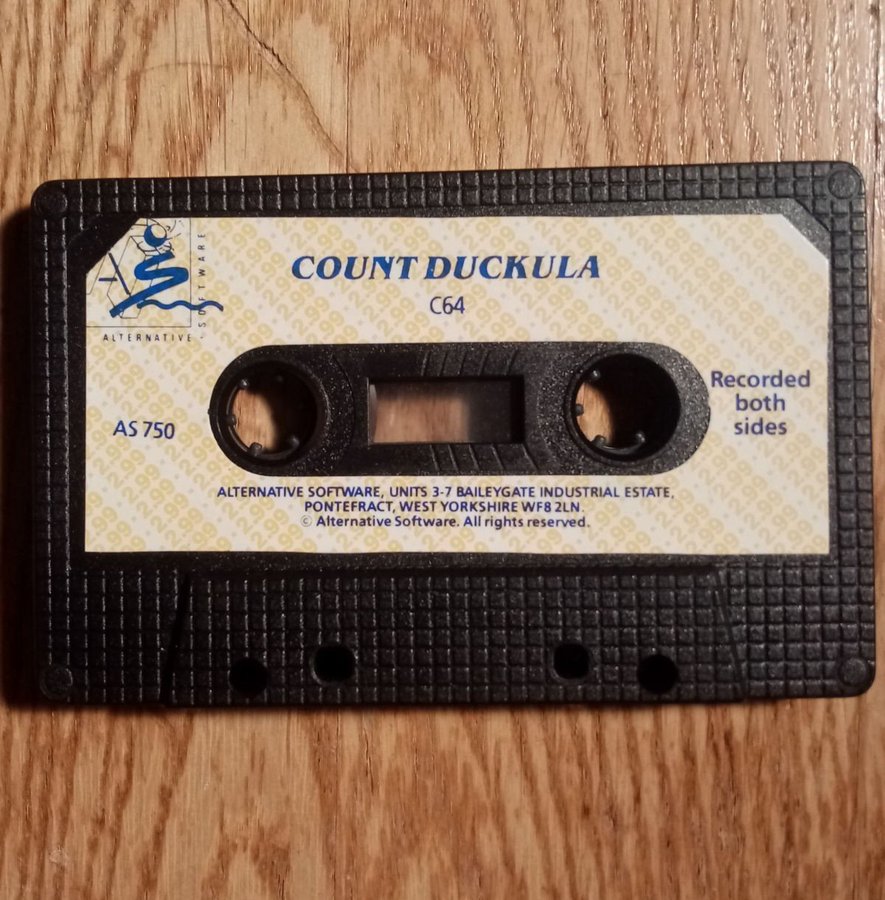 COUNT DUCKULA
C64
ALTERNATIVE
SOFTWARE
AS 750
Recorded
both
sides
ALTERNATIVE SOFTWARE, UNITS 3-7 BAILEYGATE INDUSTRIAL ESTATE,
PONTEFRACT, WEST YORKSHIRE WF8 2LN.
© Alternative Software. All rights reserved.